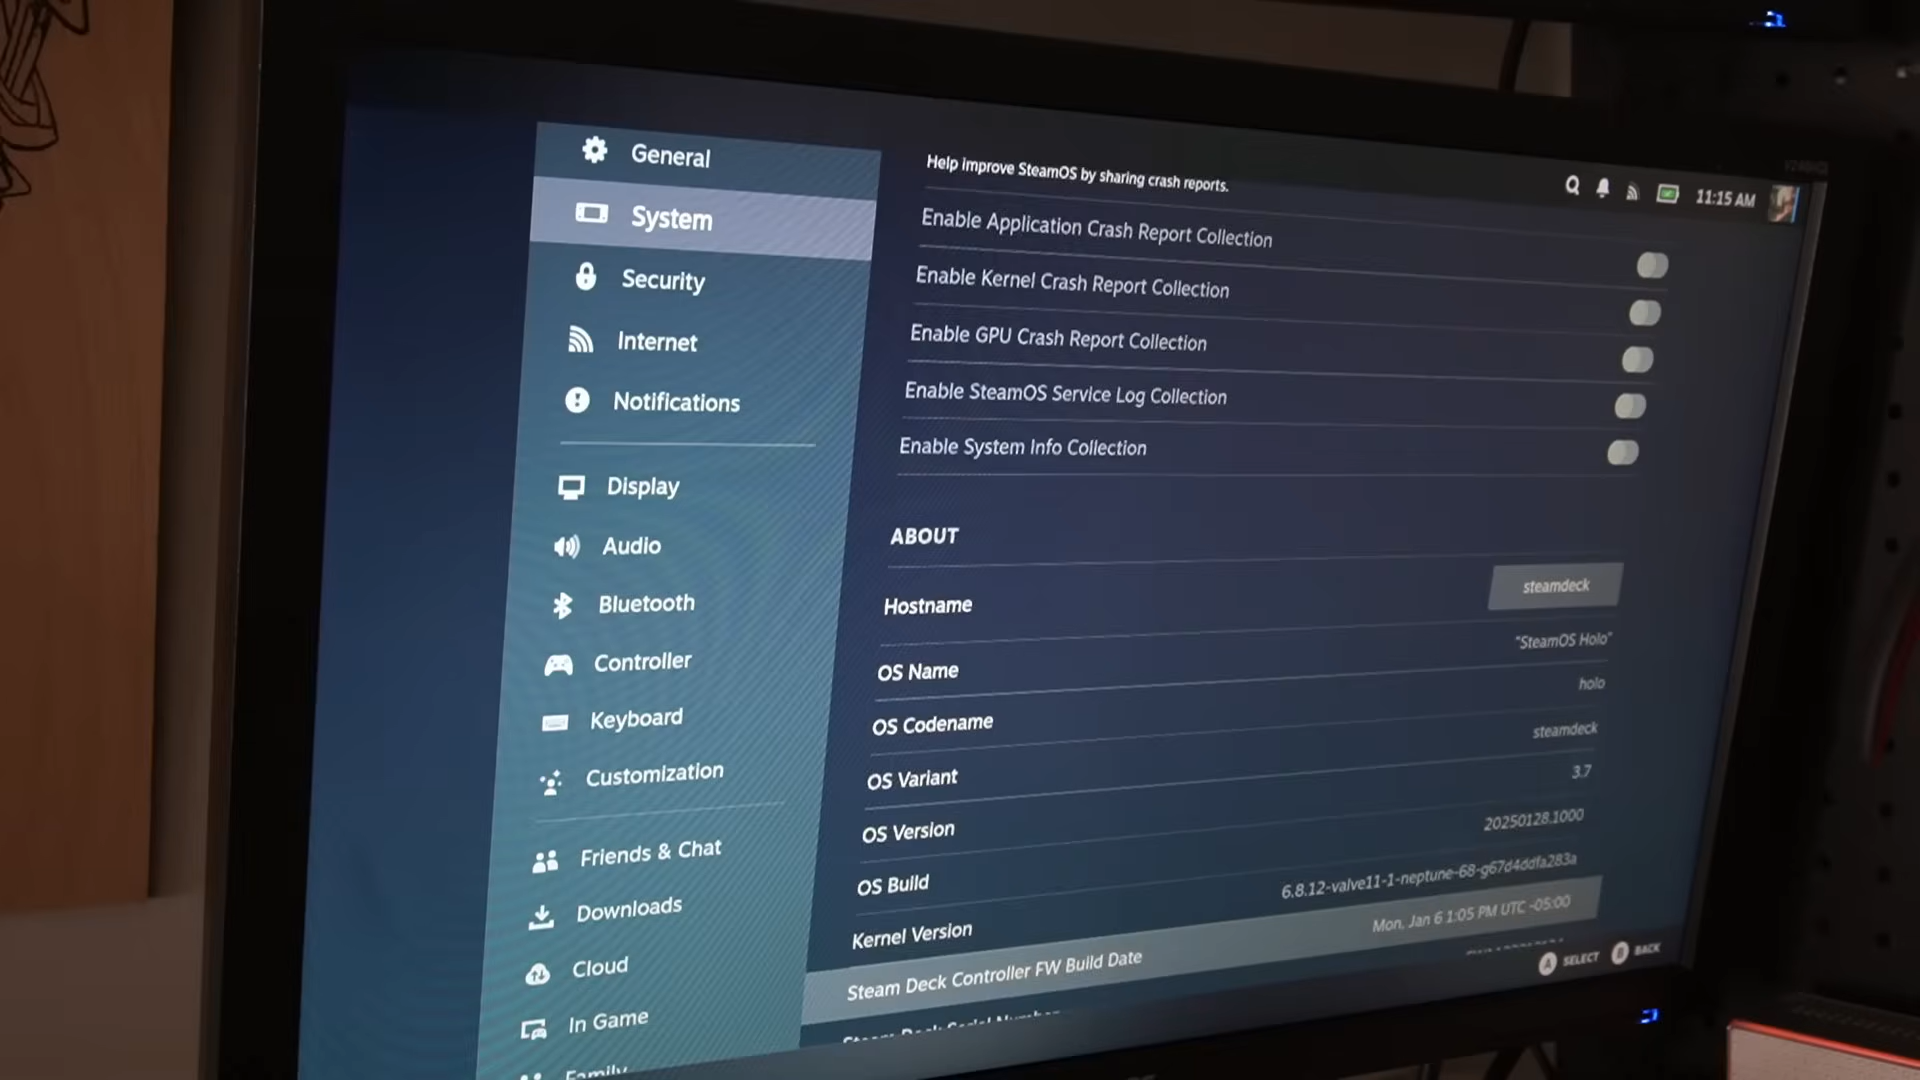 General
System
Security
Internet
Notifications
Display
Audio
Bluetooth
Controller
Keyboard
Customization
Friends & Chat
Downloads
Cloud
In Game
Family
11:15 AM
Help improve SteamOS by sharing crash reports.
Enable Application Crash Report Collection
Enable Kernel Crash Report Collection
Enable GPU Crash Report Collection
Enable SteamOS Service Log Collection
Enable System Info Collection
ABOUT
Hostname steamdeck
OS Name "SteamOS Holo"
OS Codename holo
OS Variant steamdeck
OS Version 3.7
OS Build 20250128.1000
Kernel Version 6.8.12-valve11-1-neptune-68-g67d4ddfa283a
Steam Deck Controller FW Build Date Mon, Jan 6 1:05 PM UTC -05:00
Steam Deck Serial Number
A SELECT B BACK